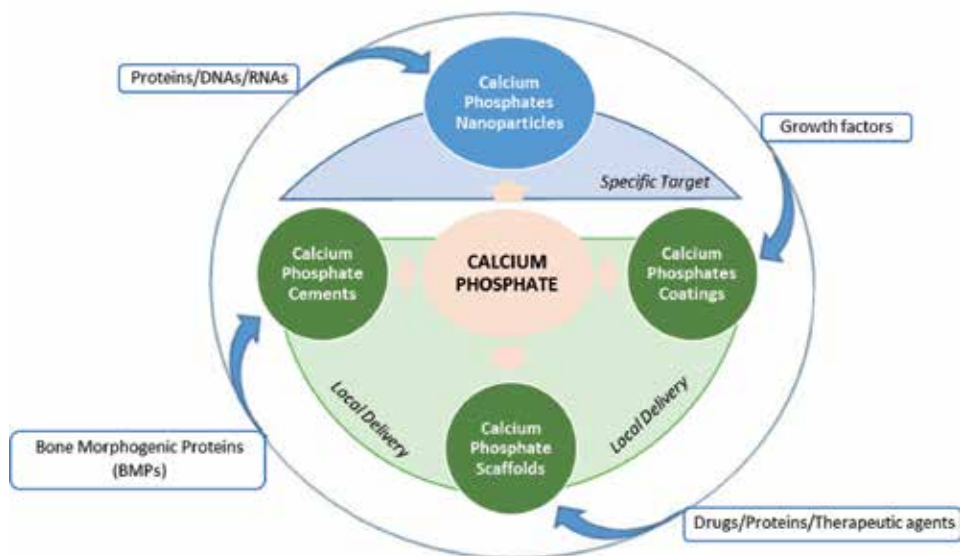 Proteins/DNAs/RNAs
Calcium
Phosphates
Nanoparticles
Growth factors
Specific Target
Calcium
Phosphate
Cements
CALCIUM
PHOSPHATE
Calcium
Phosphates
Coatings
Local Delivery
Local Delivery
Calcium
Phosphate
Scaffolds
Bone Morphogenic Proteins
(BMPs)
Drugs/Proteins/Therapeutic agents